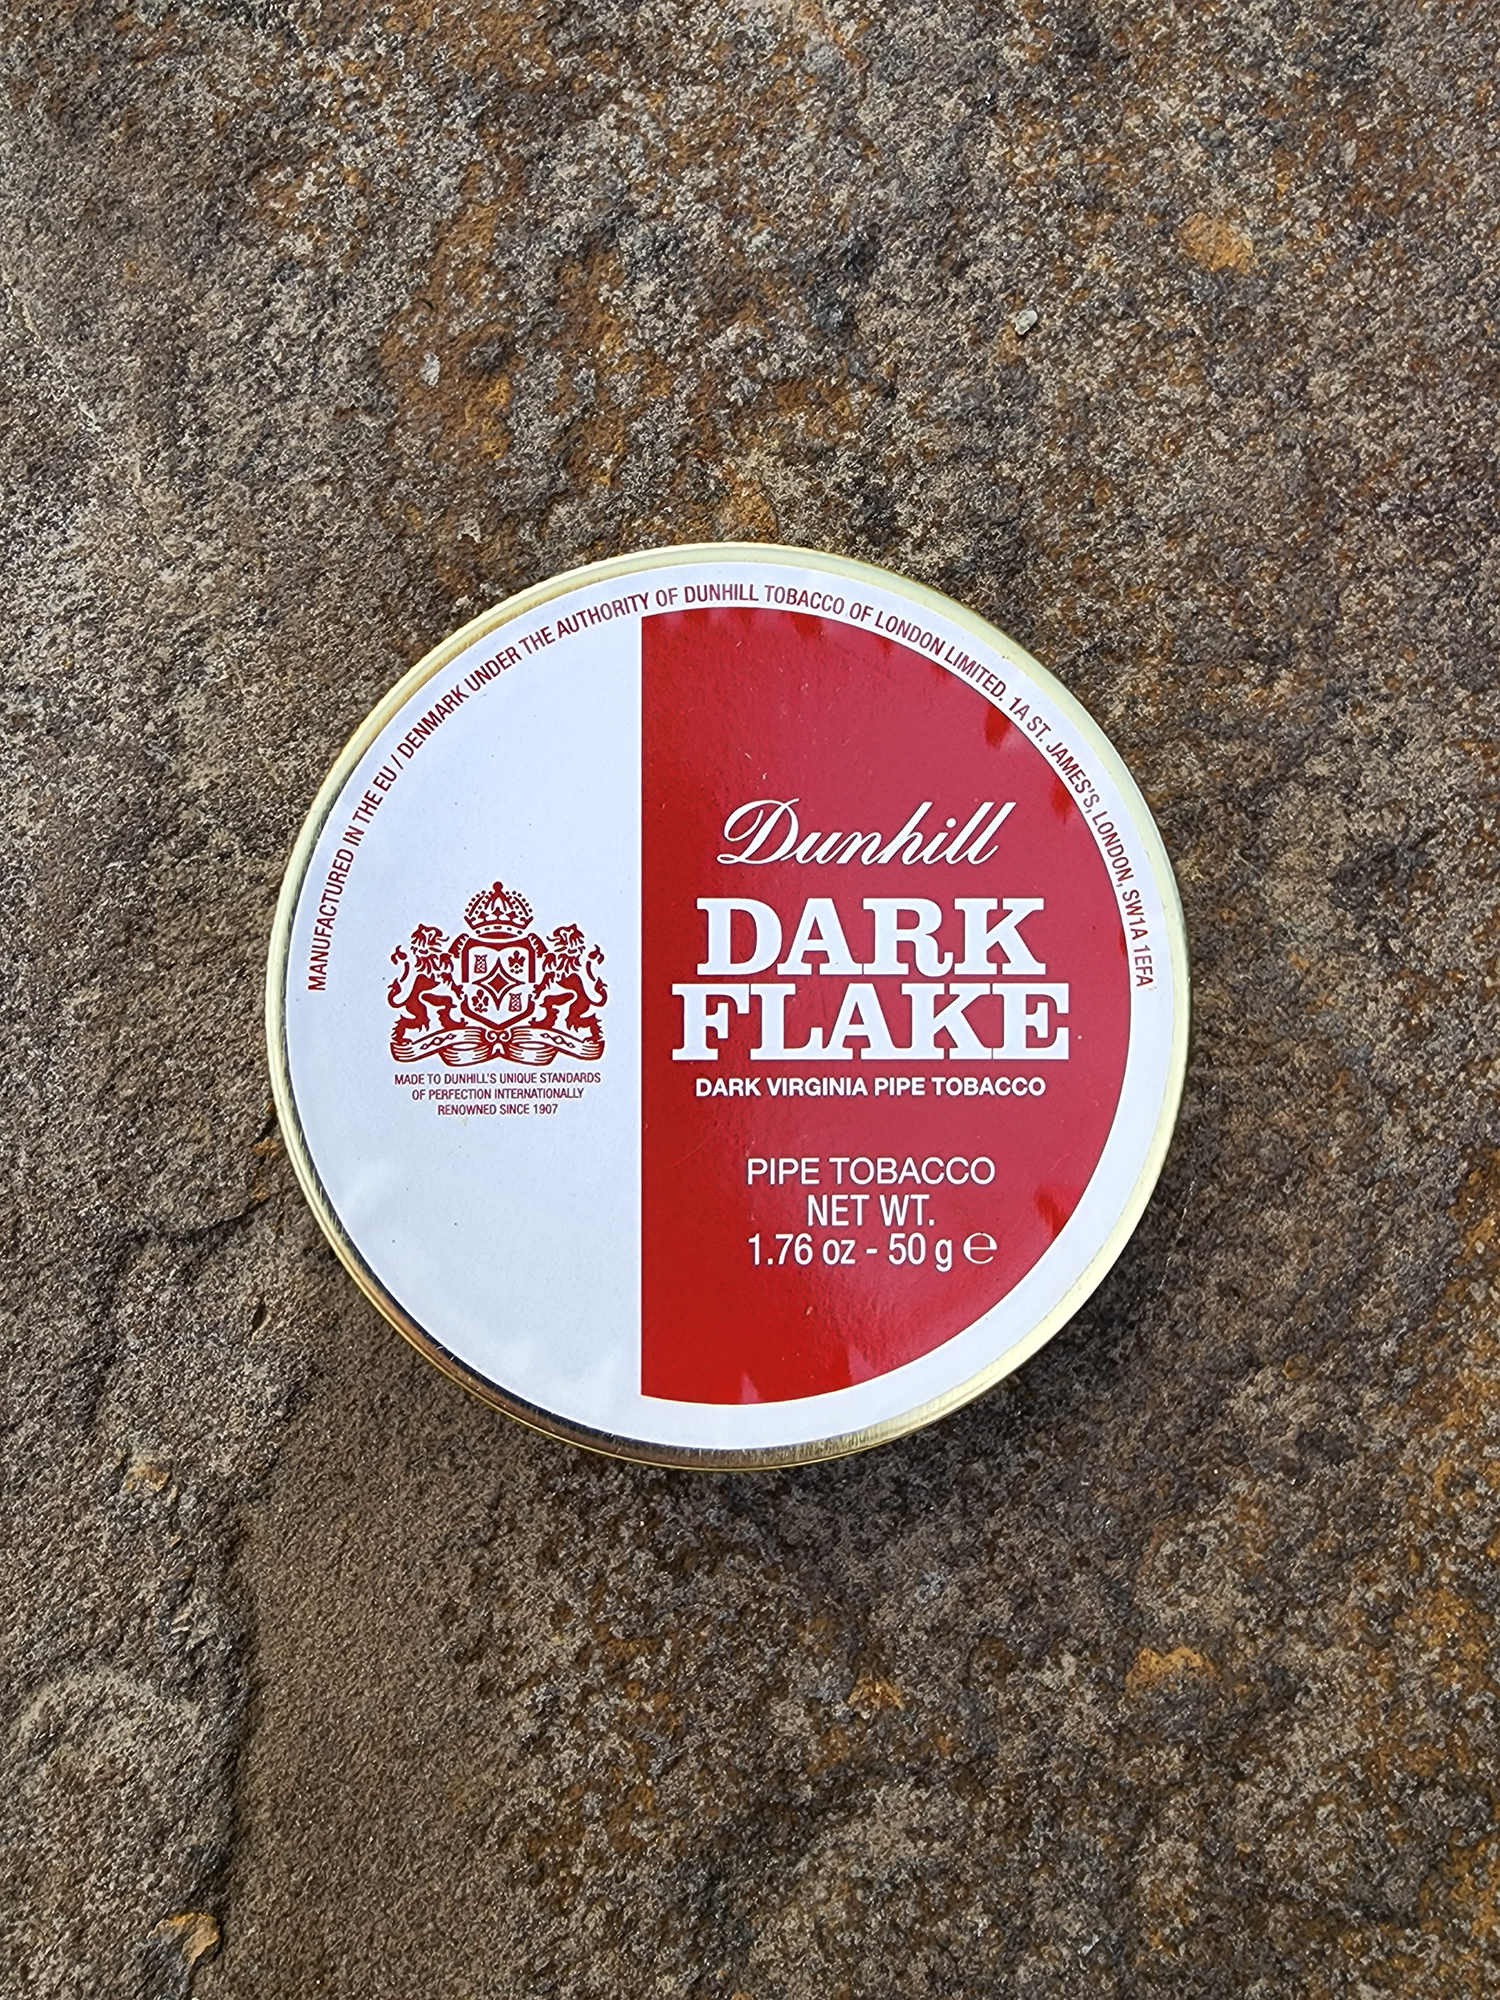 MANUFACTURED IN THE EU / DENMARK UNDER THE AUTHORITY OF DUNHILL TOBACCO OF LONDON LIMITED. 1A ST. JAMES'S, LONDON, SW1A 1EFA
MADE TO DUNHILL'S UNIQUE STANDARDS
OF PERFECTION INTERNATIONALLY
RENOWNED SINCE 1907
Dunhill
DARK
FLAKE
DARK VIRGINIA PIPE TOBACCO
PIPE TOBACCO
NET WT.
1.76 oz - 50 g ℮